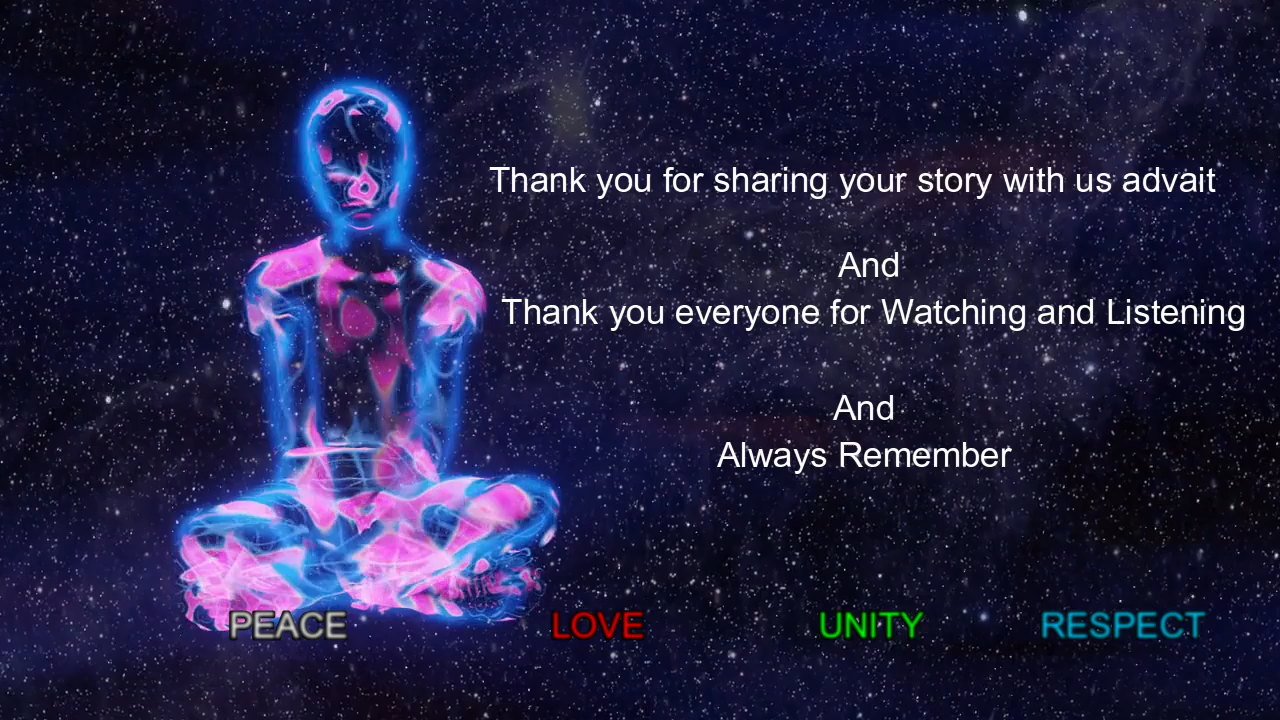 Thank you for sharing your story with us advait
And
Thank you everyone for Watching and Listening
And
Always Remember
PEACE LOVE UNITY RESPECT